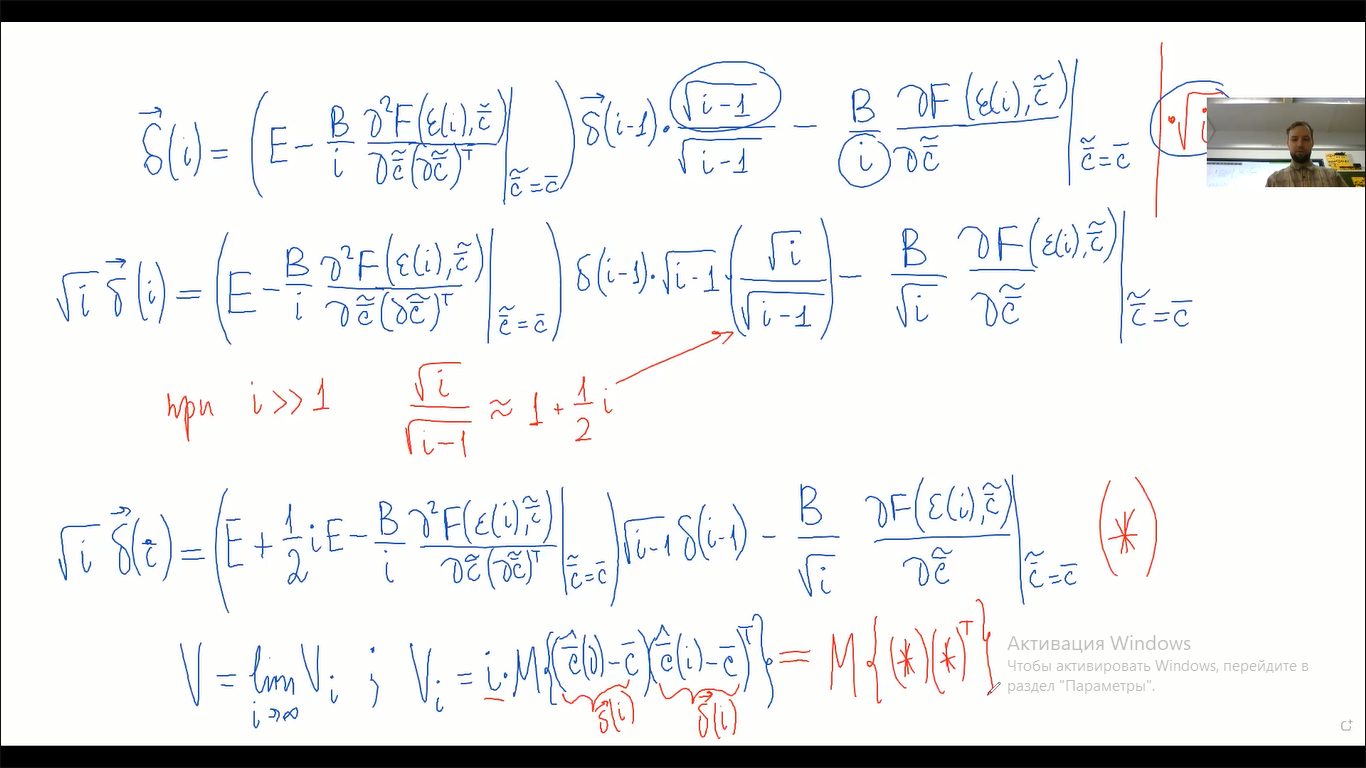 δ⃗(i) = (E − B/i ∂²F(ε(i), c̃)/∂c̃(∂c̃)ᵀ |c̃=c̄) δ⃗(i−1)·√(i−1)/√(i−1) − B/i ∂F(ε(i), c̃)/∂c̃ |c̃=c̄ | ·√i
√i δ⃗(i) = (E − B/i ∂²F(ε(i), c̃)/∂c̃(∂c̃)ᵀ |c̃=c̄) δ(i−1)·√(i−1)·(√i/√(i−1)) − B/√i ∂F(ε(i), c̃)/∂c̃ |c̃=c̄
при i >> 1 √i/√(i−1) ≈ 1 + 1/2 i
√i δ⃗(i) = (E + 1/2 iE − B/i ∂²F(ε(i), c̃)/∂c̃(∂c̃)ᵀ |c̃=c̄) √(i−1) δ(i−1) − B/√i ∂F(ε(i), c̃)/∂c̃ |c̃=c̄ (*)
V = lim i→∞ Vi ; Vi = i·M{(ĉ(i)−c̄)(ĉ(i)−c̄)ᵀ} = M{(*)(*)ᵀ}
δ⃗(i) δ⃗(i)
Активация Windows
Чтобы активировать Windows, перейдите в
раздел "Параметры".